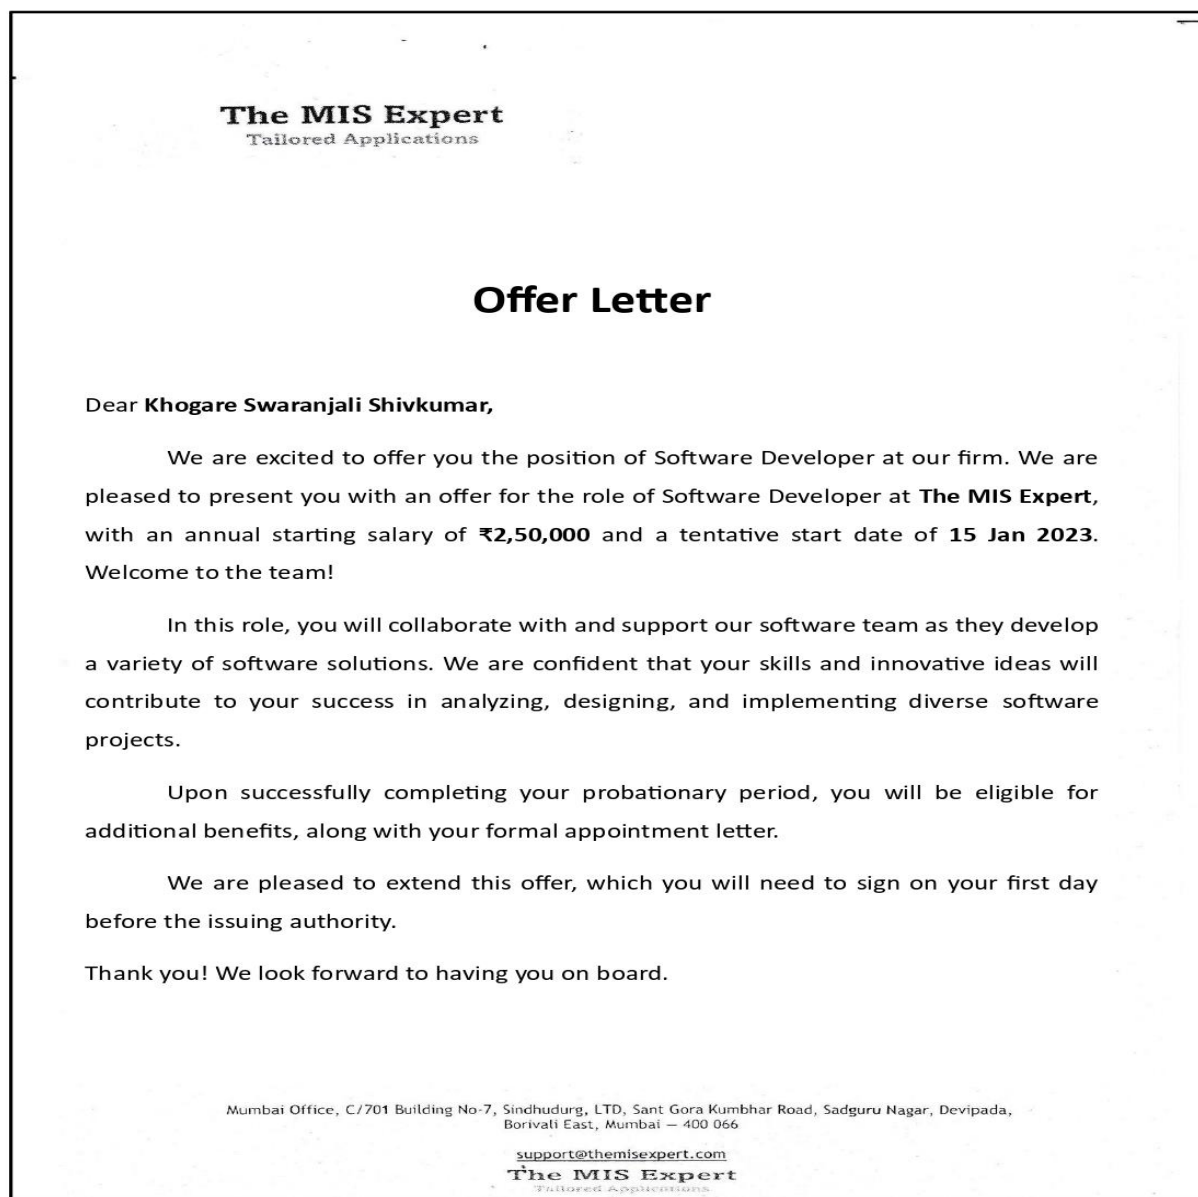 The MIS Expert
Tailored Applications
Offer Letter
Dear Khogare Swaranjali Shivkumar,
We are excited to offer you the position of Software Developer at our firm. We are
pleased to present you with an offer for the role of Software Developer at The MIS Expert,
with an annual starting salary of ₹2,50,000 and a tentative start date of 15 Jan 2023.
Welcome to the team!
In this role, you will collaborate with and support our software team as they develop
a variety of software solutions. We are confident that your skills and innovative ideas will
contribute to your success in analyzing, designing, and implementing diverse software
projects.
Upon successfully completing your probationary period, you will be eligible for
additional benefits, along with your formal appointment letter.
We are pleased to extend this offer, which you will need to sign on your first day
before the issuing authority.
Thank you! We look forward to having you on board.
Mumbai Office, C/701 Building No-7, Sindhudurg, LTD, Sant Gora Kumbhar Road, Sadguru Nagar, Devipada,
Borivali East, Mumbai — 400 066
support@themisexpert.com
The MIS Expert
Tailored Applications